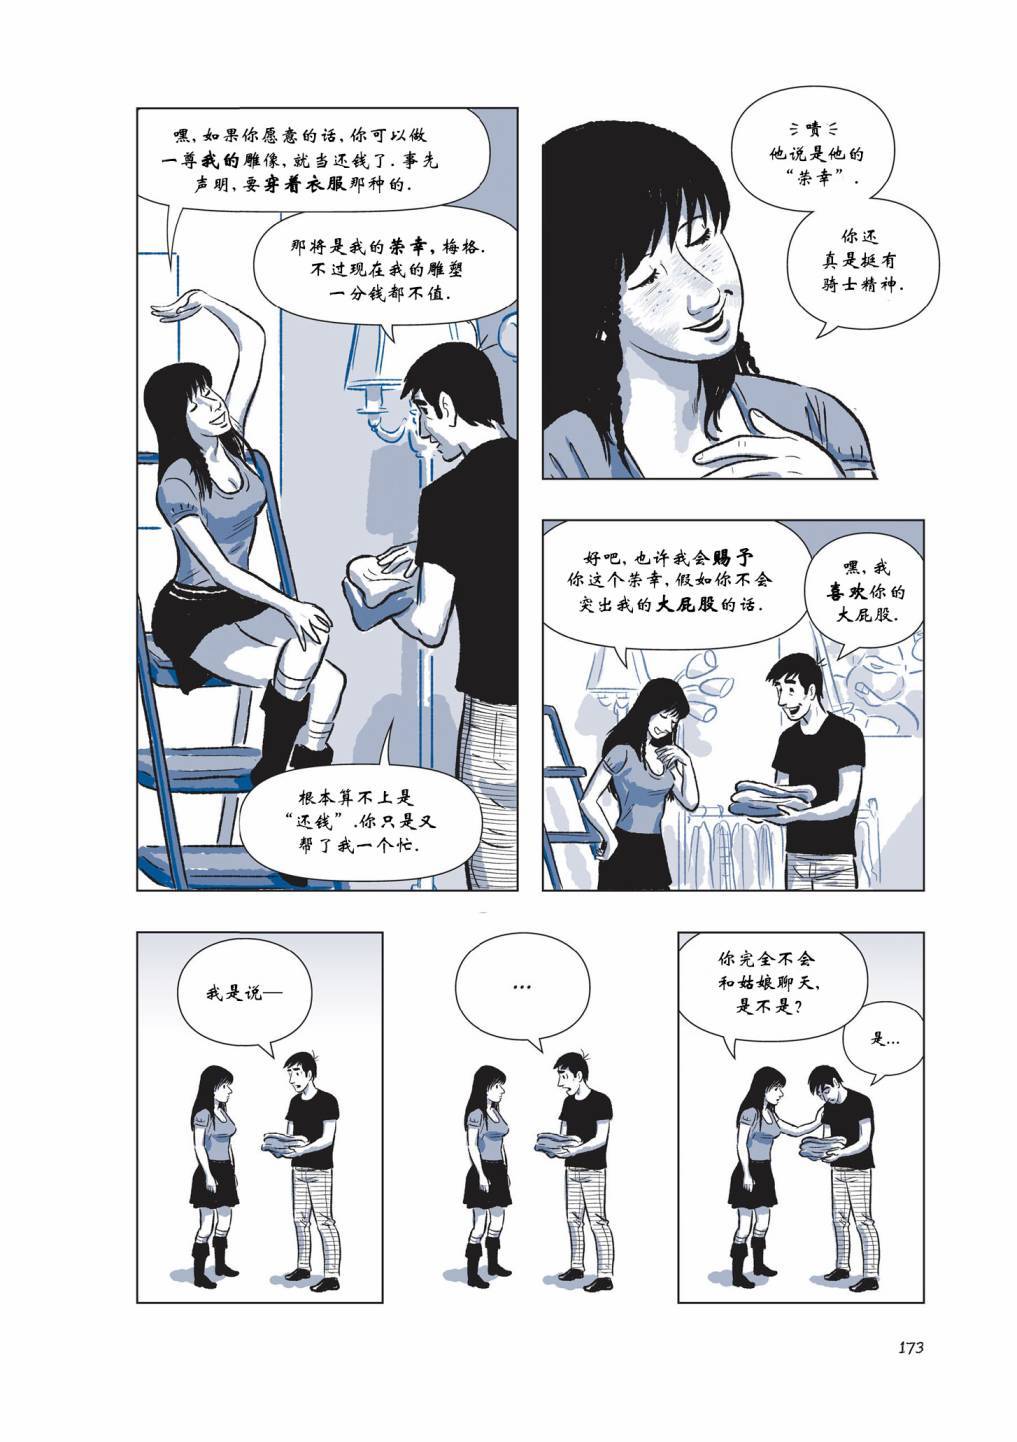 嘿,如果你愿意的话,你可以做
一尊我的雕像,就当还钱了.事先
声明,要穿着衣服那种的.
那将是我的荣幸,梅格.
不过现在我的雕塑
一分钱都不值.
根本算不上是
“还钱”.你只是又
帮了我一个忙.
啧
他说是他的
“荣幸”.
你还
真是挺有
骑士精神.
好吧,也许我会赐予
你这个荣幸,假如你不会
突出我的大屁股的话.
嘿,我
喜欢你的
大屁股.
我是说—
...
你完全不会
和姑娘聊天,
是不是?
是...
173